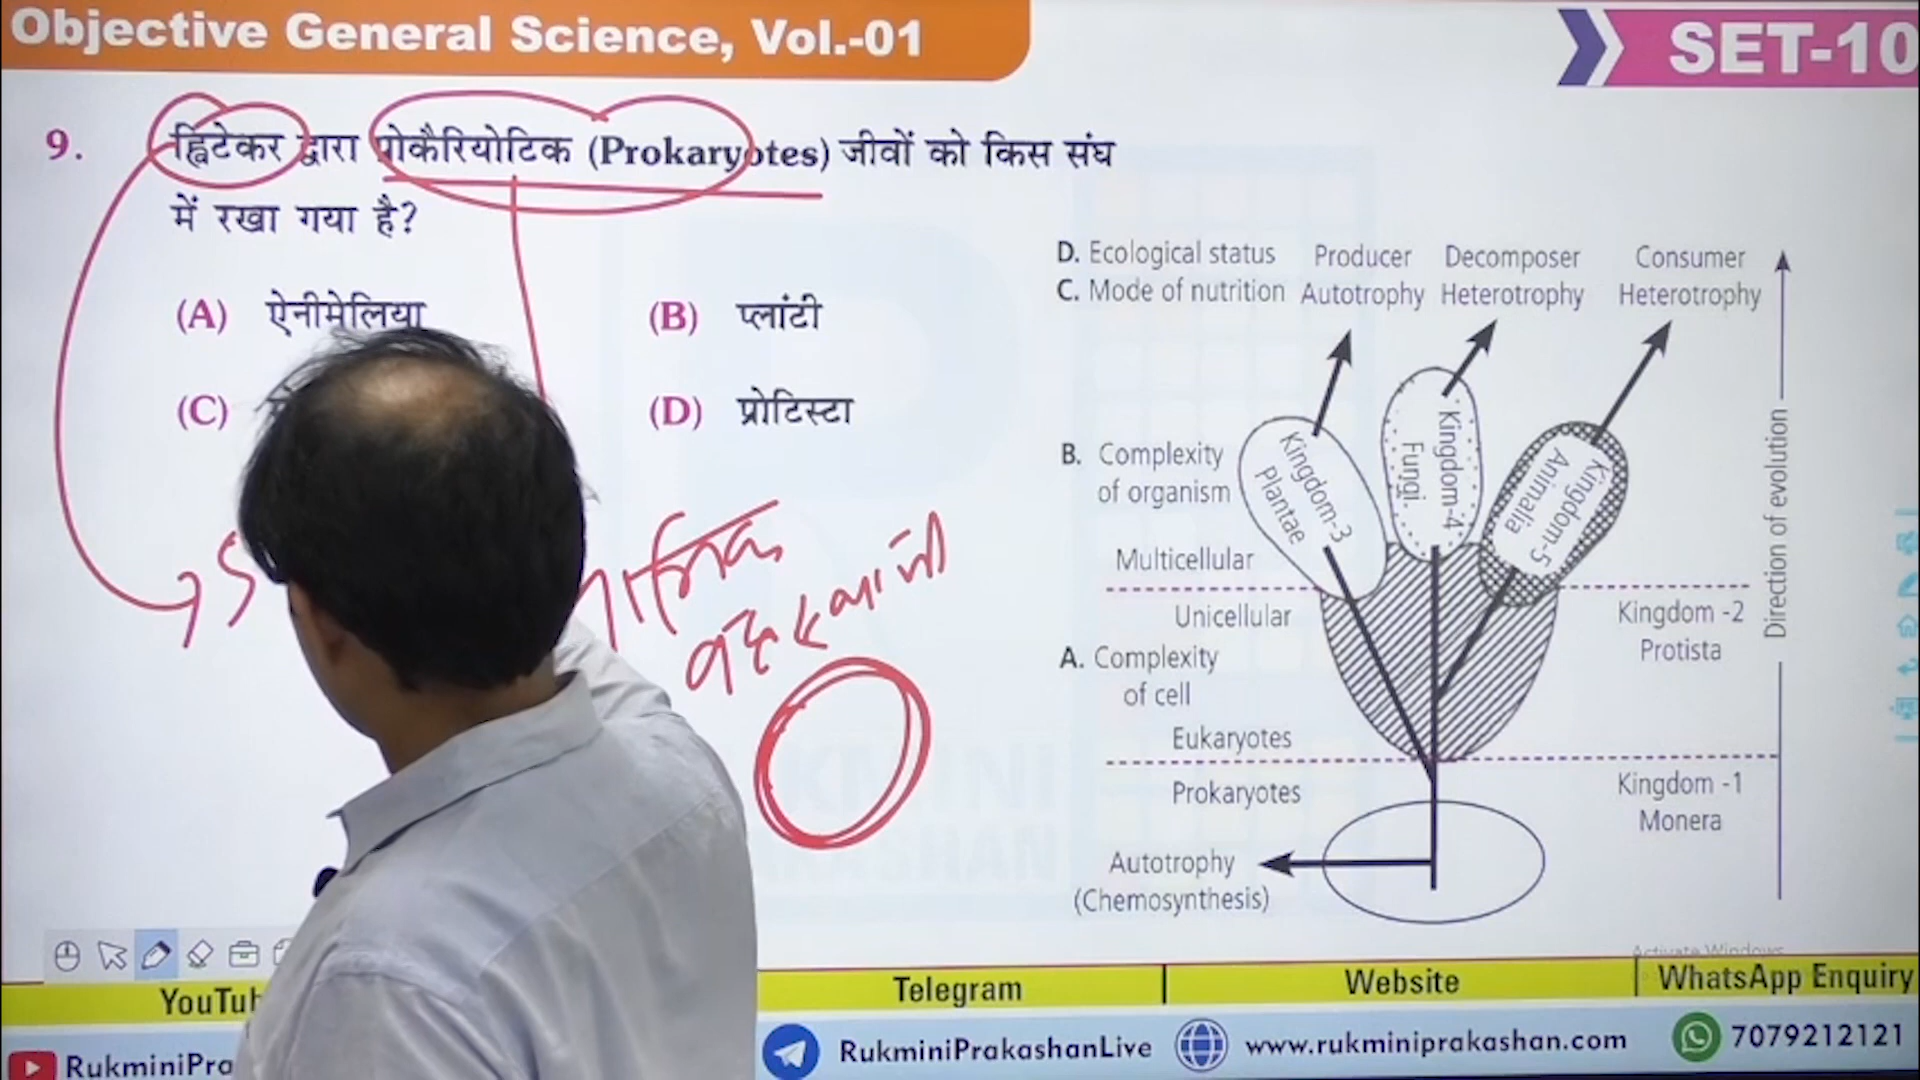 Objective General Science, Vol.-01
SET-10
9. ह्विटेकर द्वारा प्रोकैरियोटिक (Prokaryotes) जीवों को किस संघ
में रखा गया है?
(A) ऐनीमेलिया
(B) प्लांटी
(C)
(D) प्रोटिस्टा
D. Ecological status Producer Decomposer Consumer
C. Mode of nutrition Autotrophy Heterotrophy Heterotrophy
Kingdom-3
Plantae
Kingdom-4
Fungi
Kingdom-5
Animalia
B. Complexity
of organism
Multicellular
Unicellular
Kingdom -2
Protista
A. Complexity
of cell
Eukaryotes
Prokaryotes
Kingdom -1
Monera
Autotrophy
(Chemosynthesis)
Direction of evolution
Activate Windows
Telegram
Website
WhatsApp Enquiry
RukminiPrakashanLive
www.rukminiprakashan.com
7079212121